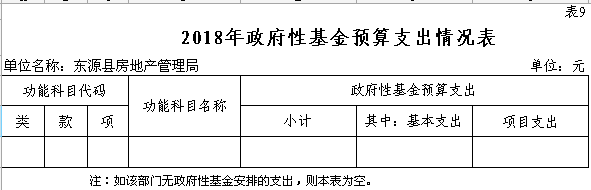 表9
2018年政府性基金预算支出情况表
单位名称：东源县房地产管理局 单位：元
功能科目代码 功能科目名称 政府性基金预算支出
类 款 项 小计 其中：基本支出 项目支出
注：如该部门无政府性基金安排的支出，则本表为空。